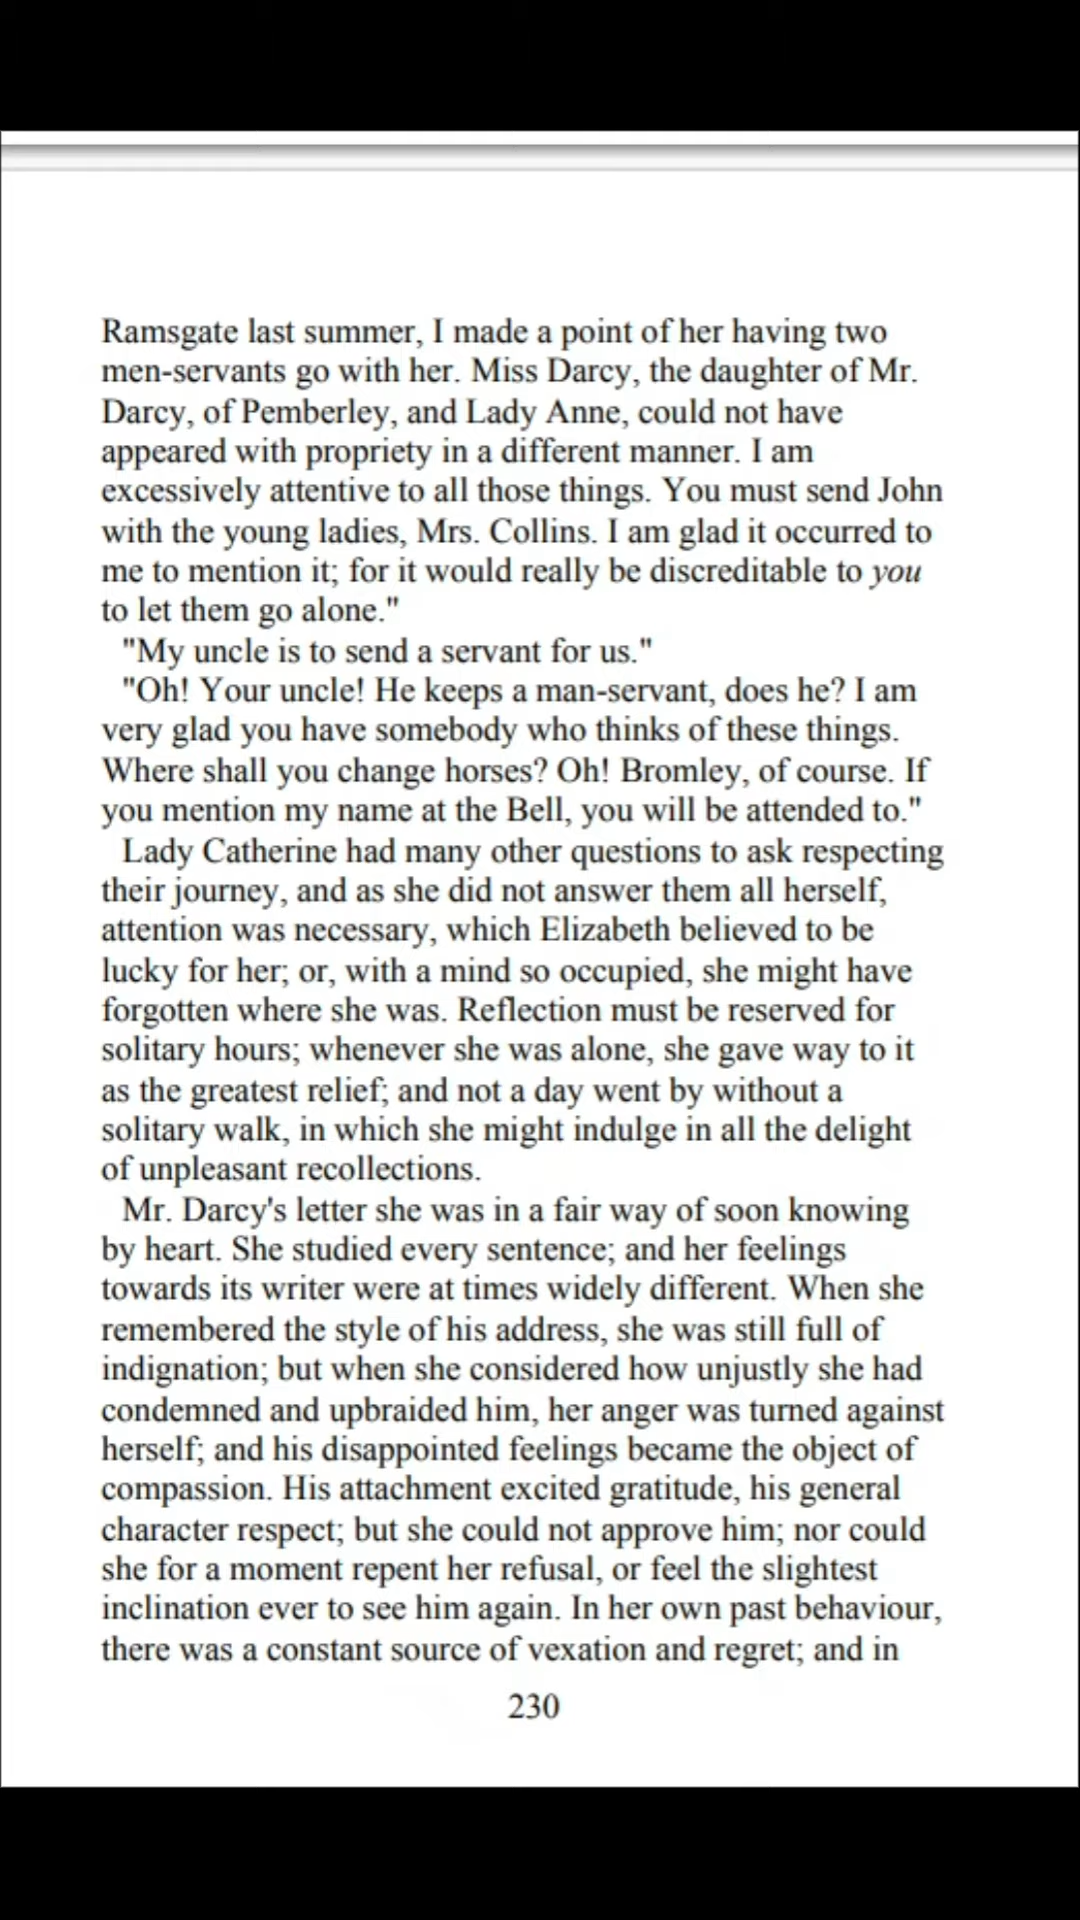 Ramsgate last summer, I made a point of her having two
men-servants go with her. Miss Darcy, the daughter of Mr.
Darcy, of Pemberley, and Lady Anne, could not have
appeared with propriety in a different manner. I am
excessively attentive to all those things. You must send John
with the young ladies, Mrs. Collins. I am glad it occurred to
me to mention it; for it would really be discreditable to you
to let them go alone."
"My uncle is to send a servant for us."
"Oh! Your uncle! He keeps a man-servant, does he? I am
very glad you have somebody who thinks of these things.
Where shall you change horses? Oh! Bromley, of course. If
you mention my name at the Bell, you will be attended to."
Lady Catherine had many other questions to ask respecting
their journey, and as she did not answer them all herself,
attention was necessary, which Elizabeth believed to be
lucky for her; or, with a mind so occupied, she might have
forgotten where she was. Reflection must be reserved for
solitary hours; whenever she was alone, she gave way to it
as the greatest relief; and not a day went by without a
solitary walk, in which she might indulge in all the delight
of unpleasant recollections.
Mr. Darcy's letter she was in a fair way of soon knowing
by heart. She studied every sentence; and her feelings
towards its writer were at times widely different. When she
remembered the style of his address, she was still full of
indignation; but when she considered how unjustly she had
condemned and upbraided him, her anger was turned against
herself; and his disappointed feelings became the object of
compassion. His attachment excited gratitude, his general
character respect; but she could not approve him; nor could
she for a moment repent her refusal, or feel the slightest
inclination ever to see him again. In her own past behaviour,
there was a constant source of vexation and regret; and in
230